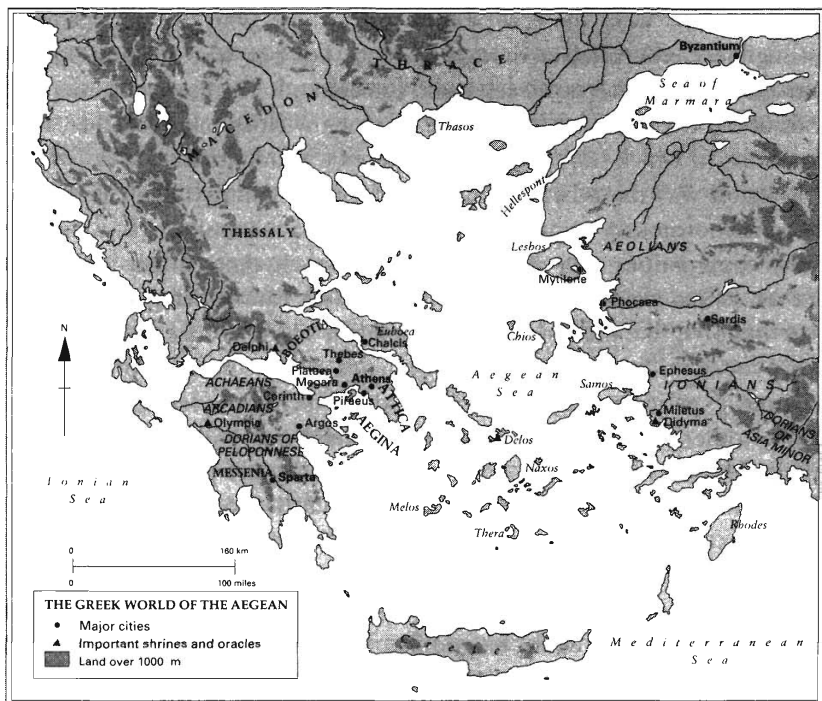 Byzantium
THRACE
Sea of
Marmara
MACEDON
Thasos
Hellespont
THESSALY
Lesbos
AEOLIANS
Mytilene
Phocaea
Sardis
N
Euboea
Chalcis
Delphi
BOEOTIA
Thebes
Chios
Plataea
Megara
Athens
ATTICA
Aegean
Sea
Ephesus
IONIANS
Samos
ACHAEANS
Corinth
Piraeus
ARCADIANS
Olympia
Argos
AEGINA
Miletus
Didyma
DORIANS
OF
ASIA MINOR
DORIANS OF
PELOPONNESE
Delos
MESSENIA
Sparta
Naxos
Ionian
Sea
Melos
Thera
Rhodes
0 160 km
0 100 miles
THE GREEK WORLD OF THE AEGEAN
Major cities
Important shrines and oracles
Land over 1000 m
Crete
Mediterranean
Sea